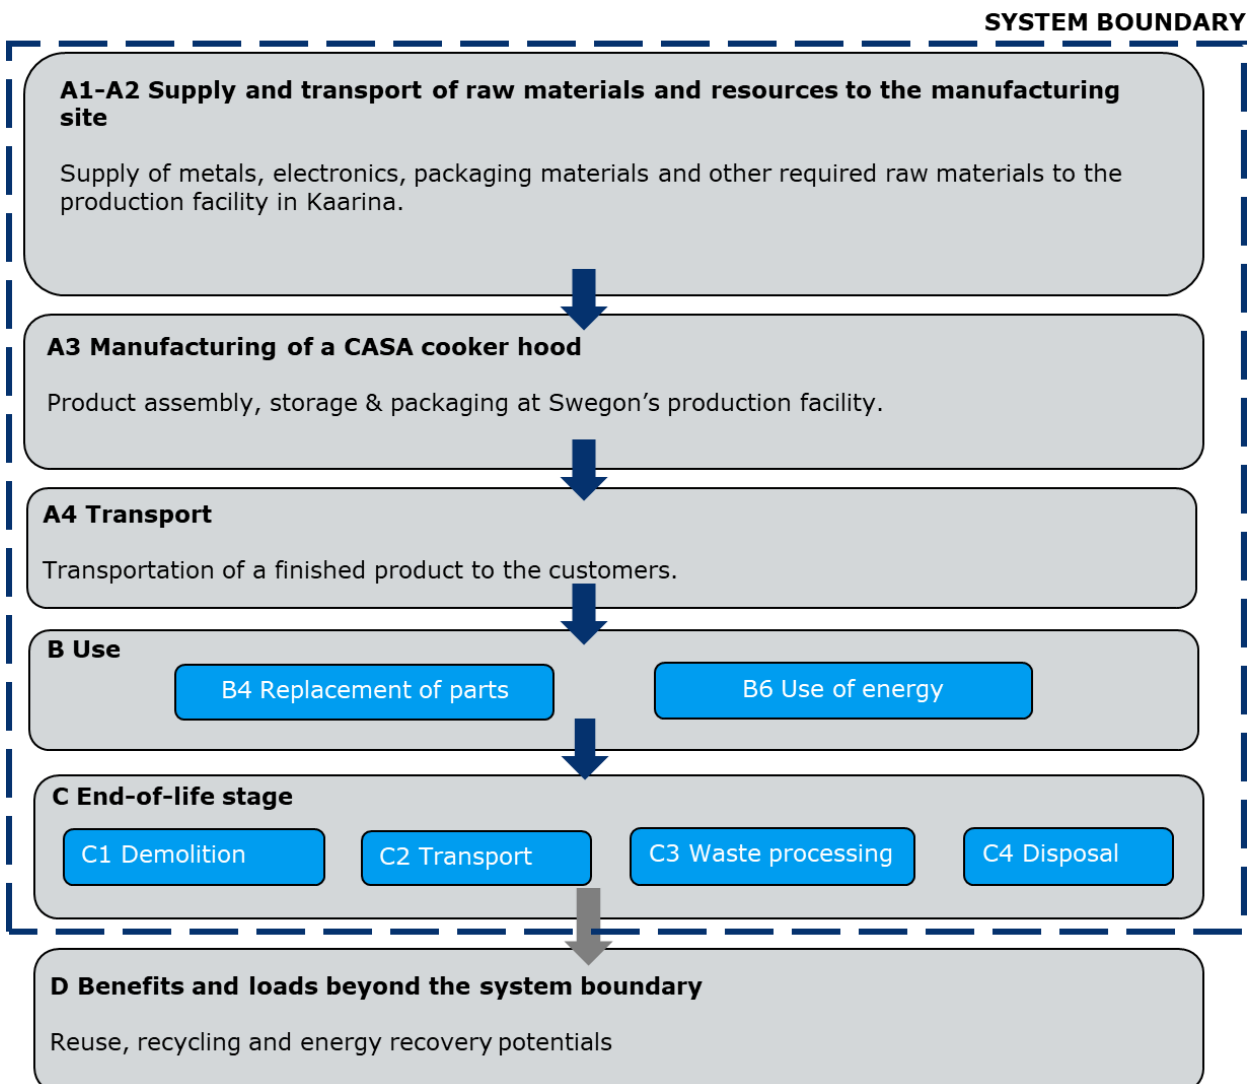 SYSTEM BOUNDARY
A1-A2 Supply and transport of raw materials and resources to the manufacturing
site
Supply of metals, electronics, packaging materials and other required raw materials to the
production facility in Kaarina.
A3 Manufacturing of a CASA cooker hood
Product assembly, storage & packaging at Swegon’s production facility.
A4 Transport
Transportation of a finished product to the customers.
B Use
B4 Replacement of parts
B6 Use of energy
C End-of-life stage
C1 Demolition
C2 Transport
C3 Waste processing
C4 Disposal
D Benefits and loads beyond the system boundary
Reuse, recycling and energy recovery potentials